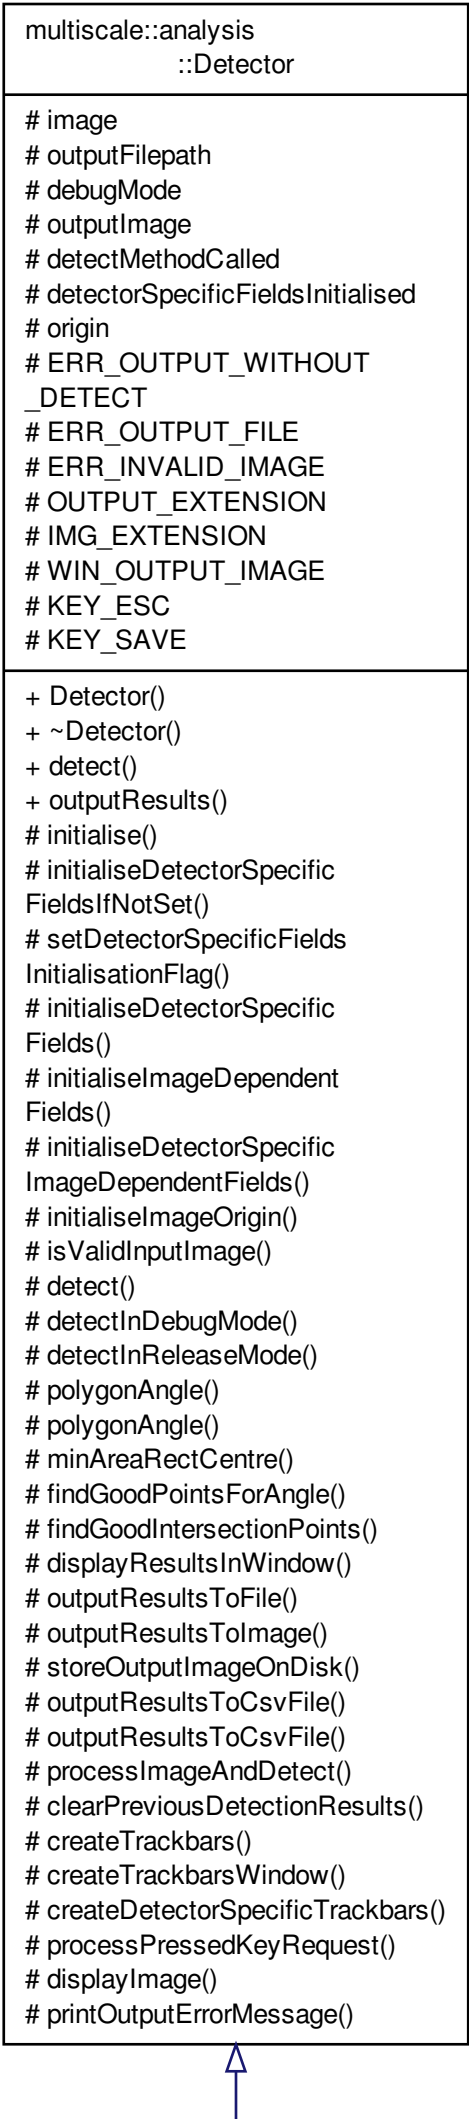 multiscale::analysis
::Detector
# image
# outputFilepath
# debugMode
# outputImage
# detectMethodCalled
# detectorSpecificFieldsInitialised
# origin
# ERR_OUTPUT_WITHOUT
_DETECT
# ERR_OUTPUT_FILE
# ERR_INVALID_IMAGE
# OUTPUT_EXTENSION
# IMG_EXTENSION
# WIN_OUTPUT_IMAGE
# KEY_ESC
# KEY_SAVE
+ Detector()
+ ~Detector()
+ detect()
+ outputResults()
# initialise()
# initialiseDetectorSpecific
FieldsIfNotSet()
# setDetectorSpecificFields
InitialisationFlag()
# initialiseDetectorSpecific
Fields()
# initialiseImageDependent
Fields()
# initialiseDetectorSpecific
ImageDependentFields()
# initialiseImageOrigin()
# isValidInputImage()
# detect()
# detectInDebugMode()
# detectInReleaseMode()
# polygonAngle()
# polygonAngle()
# minAreaRectCentre()
# findGoodPointsForAngle()
# findGoodIntersectionPoints()
# displayResultsInWindow()
# outputResultsToFile()
# outputResultsToImage()
# storeOutputImageOnDisk()
# outputResultsToCsvFile()
# outputResultsToCsvFile()
# processImageAndDetect()
# clearPreviousDetectionResults()
# createTrackbars()
# createTrackbarsWindow()
# createDetectorSpecificTrackbars()
# processPressedKeyRequest()
# displayImage()
# printOutputErrorMessage()